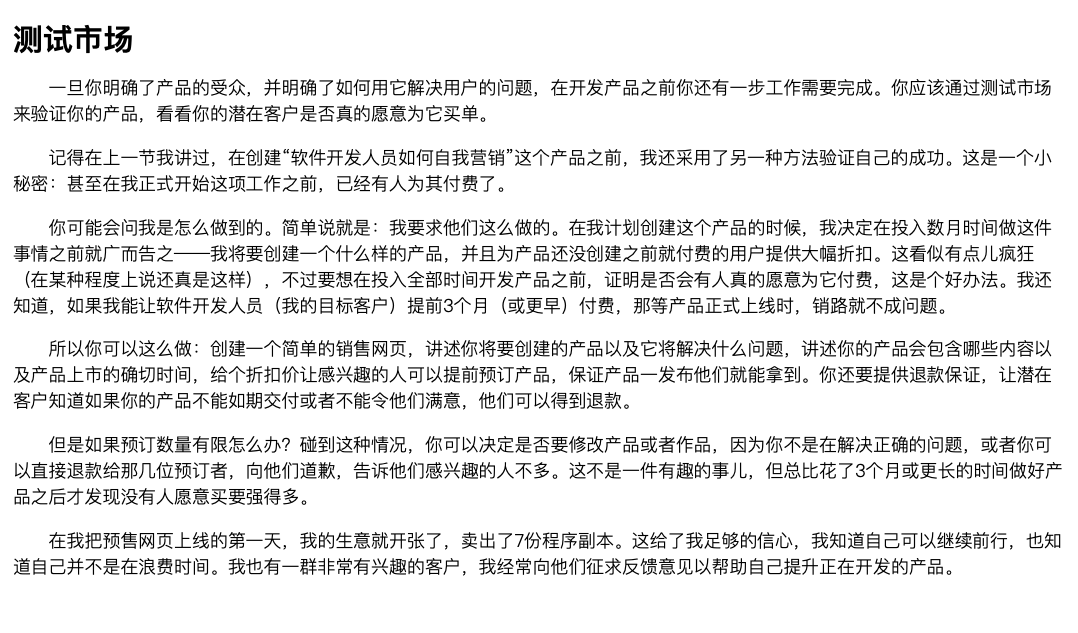 测试市场
一旦你明确了产品的受众，并明确了如何用它解决用户的问题，在开发产品之前你还有一步工作需要完成。你应该通过测试市场
来验证你的产品，看看你的潜在客户是否真的愿意为它买单。
记得在上一节我讲过，在创建“软件开发人员如何自我营销”这个产品之前，我还采用了另一种方法验证自己的成功。这是一个小
秘密：甚至在我正式开始这项工作之前，已经有人为其付费了。
你可能会问我是怎么做到的。简单说就是：我要求他们这么做的。在我计划创建这个产品的时候，我决定在投入数月时间做这件
事情之前就广而告之——我将要创建一个什么样的产品，并且为产品还没创建之前就付费的用户提供大幅折扣。这看似有点儿疯狂
（在某种程度上说还真是这样），不过要想在投入全部时间开发产品之前，证明是否会有人真的愿意为它付费，这是个好办法。我还
知道，如果我能让软件开发人员（我的目标客户）提前3个月（或更早）付费，那等产品正式上线时，销路就不成问题。
所以你可以这么做：创建一个简单的销售网页，讲述你将要创建的产品以及它将解决什么问题，讲述你的产品会包含哪些内容以
及产品上市的确切时间，给个折扣价让感兴趣的人可以提前预订产品，保证产品一发布他们就能拿到。你还要提供退款保证，让潜在
客户知道如果你的产品不能如期交付或者不能令他们满意，他们可以得到退款。
但是如果预订数量有限怎么办？碰到这种情况，你可以决定是否要修改产品或者作品，因为你不是在解决正确的问题，或者你可
以直接退款给那几位预订者，向他们道歉，告诉他们感兴趣的人不多。这不是一件有趣的事儿，但总比花了3个月或更长的时间做好产
品之后才发现没有人愿意买要强得多。
在我把预售网页上线的第一天，我的生意就开张了，卖出了7份程序副本。这给了我足够的信心，我知道自己可以继续前行，也知
道自己并不是在浪费时间。我也有一群非常有兴趣的客户，我经常向他们征求反馈意见以帮助自己提升正在开发的产品。